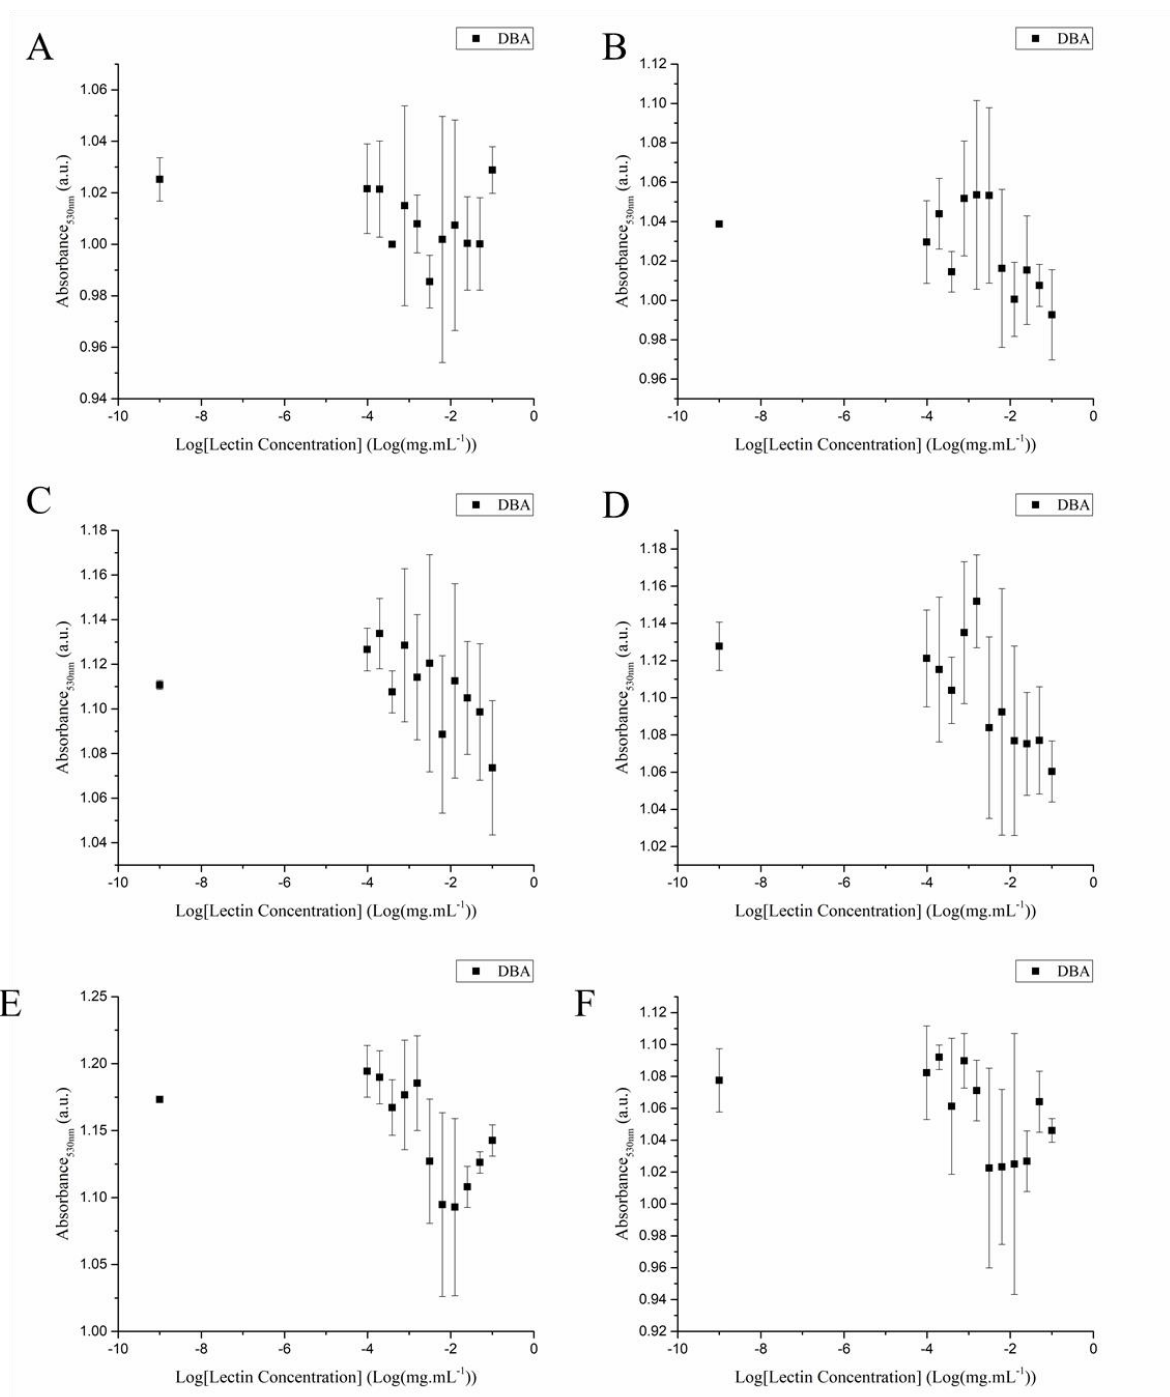 A
DBA
1.06
1.04
1.02
1.00
0.98
0.96
0.94
Absorbance530nm (a.u.)
-10 -8 -6 -4 -2 0
Log[Lectin Concentration] (Log(mg.mL-1))
B
DBA
1.12
1.10
1.08
1.06
1.04
1.02
1.00
0.98
0.96
Absorbance530nm (a.u.)
-10 -8 -6 -4 -2 0
Log[Lectin Concentration] (Log(mg.mL-1))
C
DBA
1.18
1.16
1.14
1.12
1.10
1.08
1.06
1.04
Absorbance530nm (a.u.)
-10 -8 -6 -4 -2 0
Log[Lectin Concentration] (Log(mg.mL-1))
D
DBA
1.18
1.16
1.14
1.12
1.10
1.08
1.06
1.04
1.02
Absorbance530nm (a.u.)
-10 -8 -6 -4 -2 0
Log[Lectin Concentration] (Log(mg.mL-1))
E
DBA
1.25
1.20
1.15
1.10
1.05
1.00
Absorbance530nm (a.u.)
-10 -8 -6 -4 -2 0
Log[Lectin Concentration] (Log(mg.mL-1))
F
DBA
1.12
1.10
1.08
1.06
1.04
1.02
1.00
0.98
0.96
0.94
0.92
Absorbance530nm (a.u.)
-10 -8 -6 -4 -2 0
Log[Lectin Concentration] (Log(mg.mL-1))